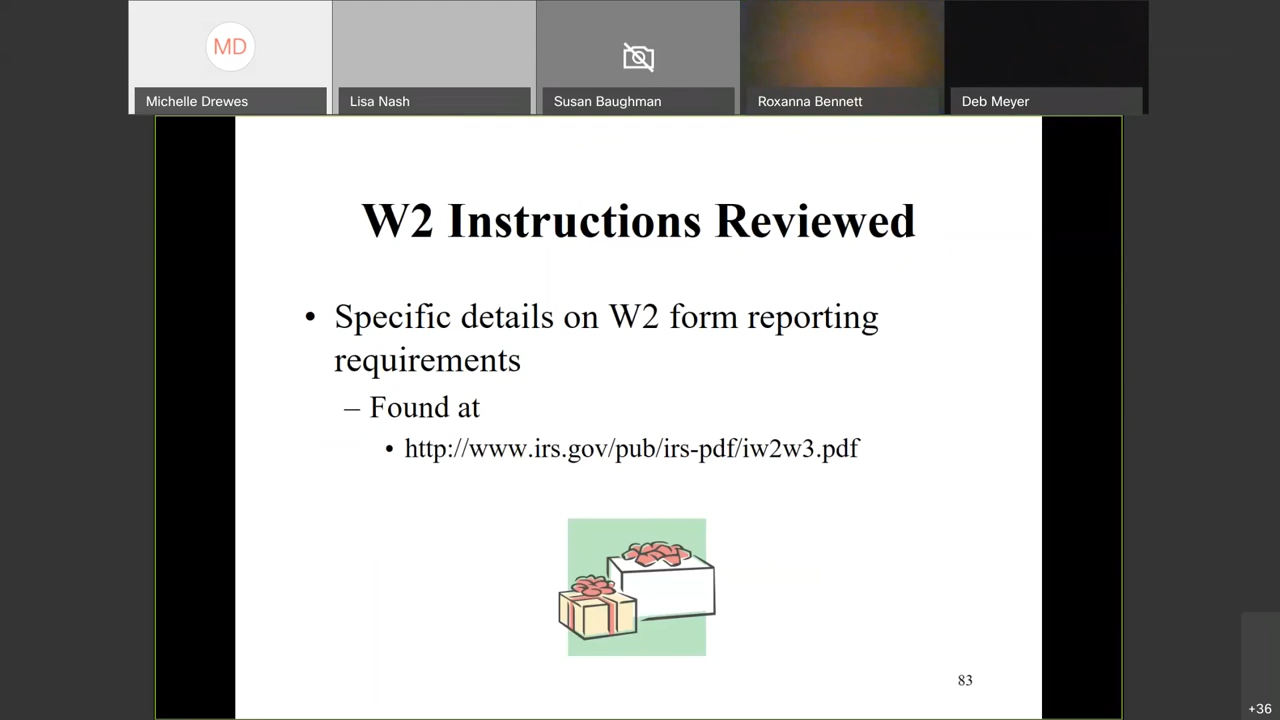 MD
Michelle Drewes
Lisa Nash
Susan Baughman
Roxanna Bennett
Deb Meyer
W2 Instructions Reviewed
• Specific details on W2 form reporting
requirements
– Found at
• http://www.irs.gov/pub/irs-pdf/iw2w3.pdf
83
+36